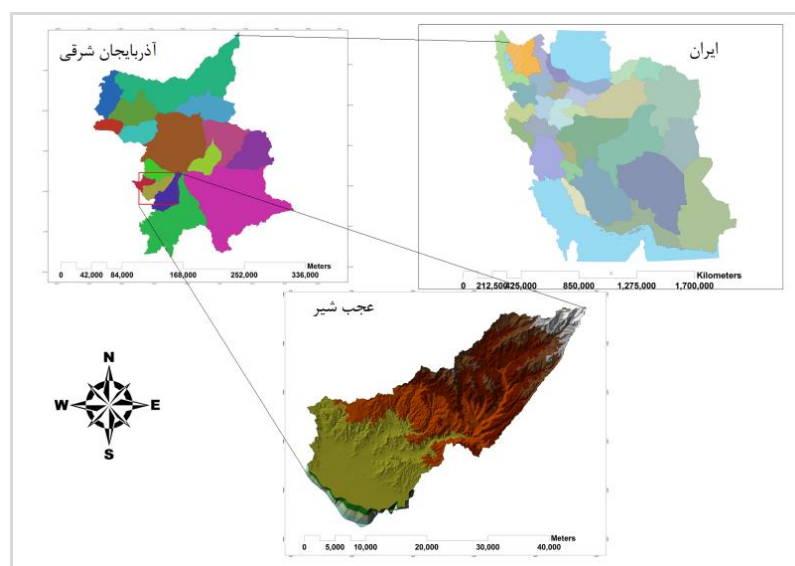 آذربایجان شرقی
Meters
0 42,000 84,000 168,000 252,000 336,000
ایران
Kilometers
0 212,500 425,000 850,000 1,275,000 1,700,000
عجب شیر
Meters
0 5,000 10,000 20,000 30,000 40,000
N
W E
S